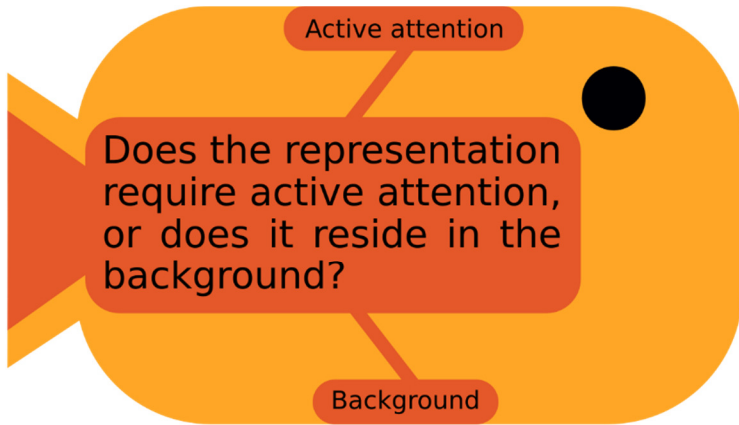 Active attention
Does the representation
require active attention,
or does it reside in the
background?
Background